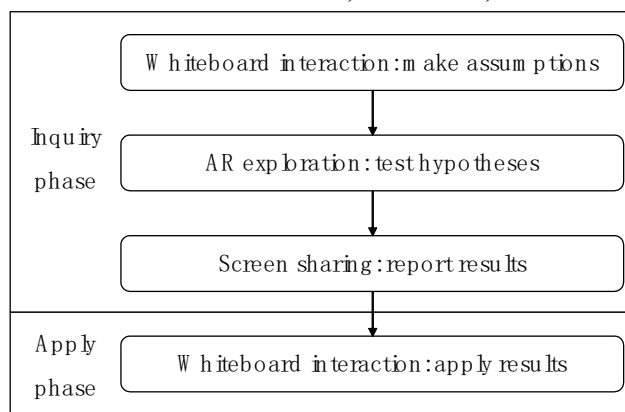 Whiteboard interaction: make assumptions
Inquiry
phase
AR exploration: test hypotheses
Screen sharing: report results
Apply
phase
Whiteboard interaction: apply results